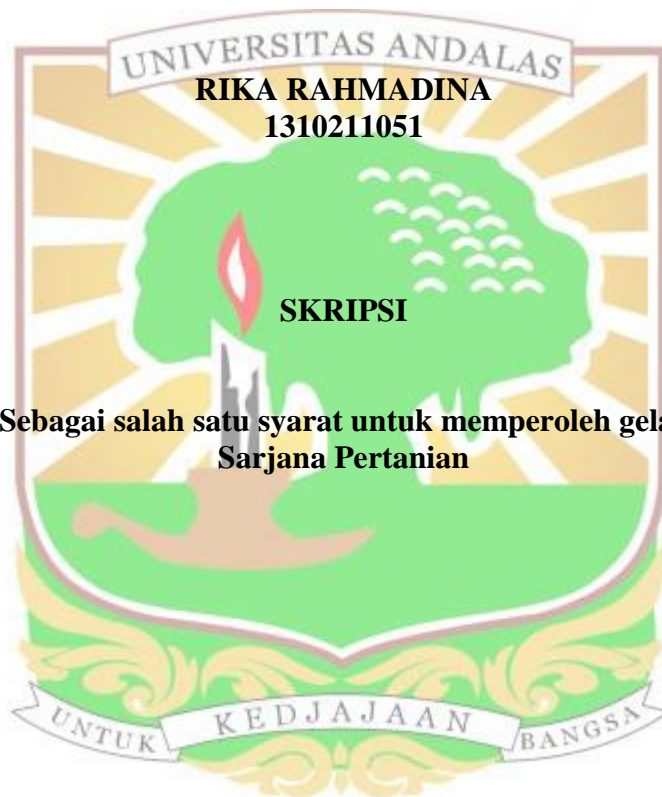 UNIVERSITAS ANDALAS
RIKA RAHMADINA
1310211051
SKRIPSI
Sebagai salah satu syarat untuk memperoleh gela
Sarjana Pertanian
UNTUK KEDJAJAAN BANGSA